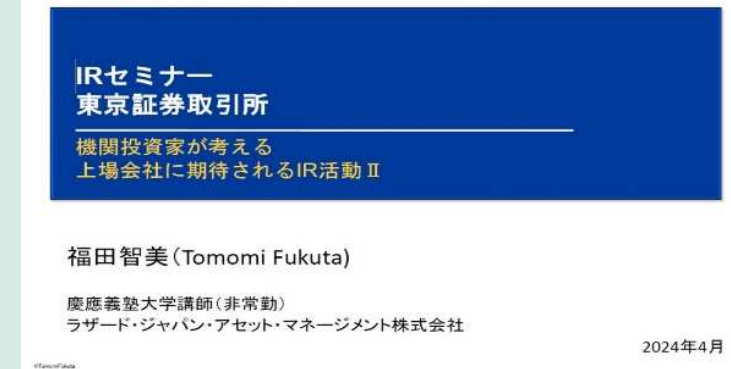 IRセミナー
東京証券取引所
機関投資家が考える
上場会社に期待されるIR活動Ⅱ
福田智美(Tomomi Fukuta)
慶應義塾大学講師(非常勤)
ラザード・ジャパン・アセット・マネージメント株式会社
2024年4月
©TomomiFukuta